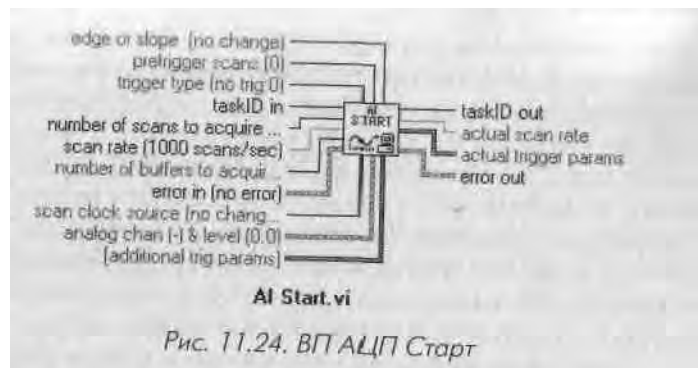 edge or slope (no change)
pretrigger scans (0)
trigger type (no trig:0)
taskID in
number of scans to acquire ...
scan rate (1000 scans/sec)
number of buffers to acquir...
error in (no error)
scan clock source (no chang...
analog chan (-) & level (0.0)
[additional trig params]
AI
START
taskID out
actual scan rate
actual trigger params
error out
AI Start.vi
Рис. 11.24. ВП АЦП Старт